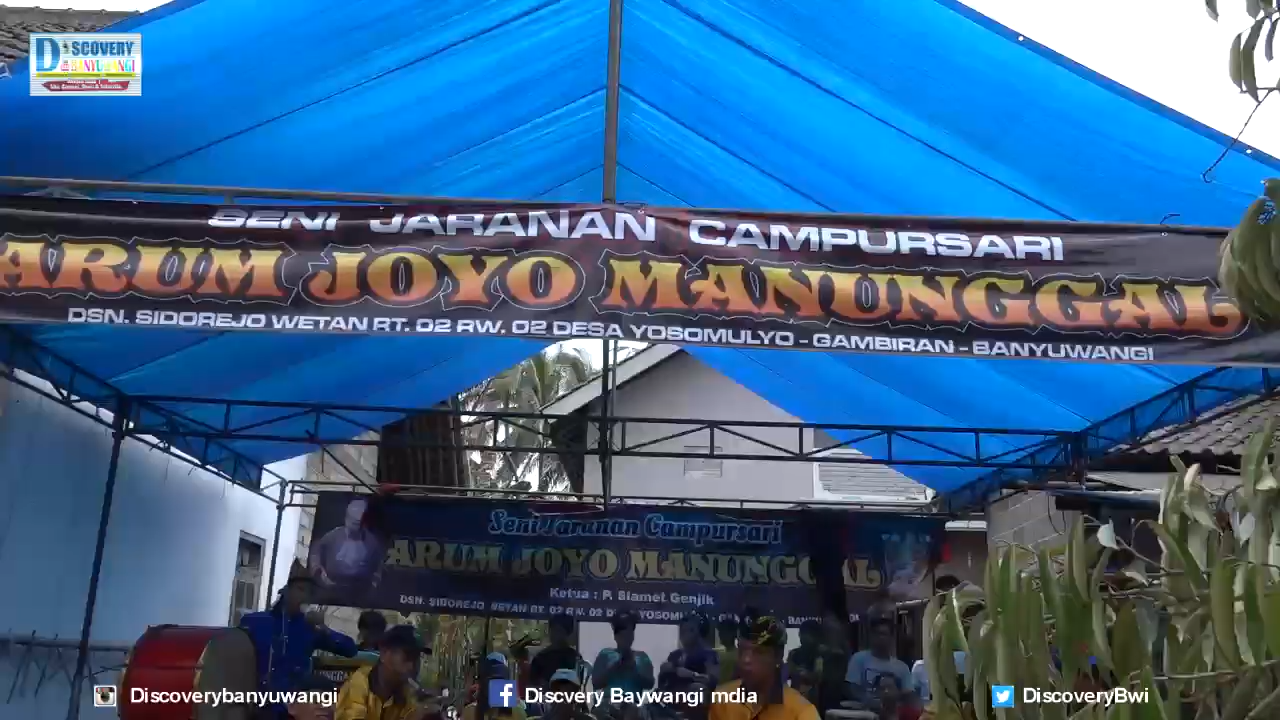 DISCOVERY
BANYUWANGI
SENI JARANAN CAMPURSARI
ARUM JOYO MANUNGGAL
DSN. SIDOREJO WETAN RT. 02 RW. 02 DESA YOSOMULYO - GAMBIRAN - BANYUWANGI
Seni Jaranan Campursari
ARUM JOYO MANUNGGAL
Ketua : P. Slamet Genjik
DSN. SIDOREJO WETAN RT. 02 RW. 02 DESA YOSOMULYO -
Discoverybanyuwangi
Discvery Baywangi mdia
DiscoveryBwi